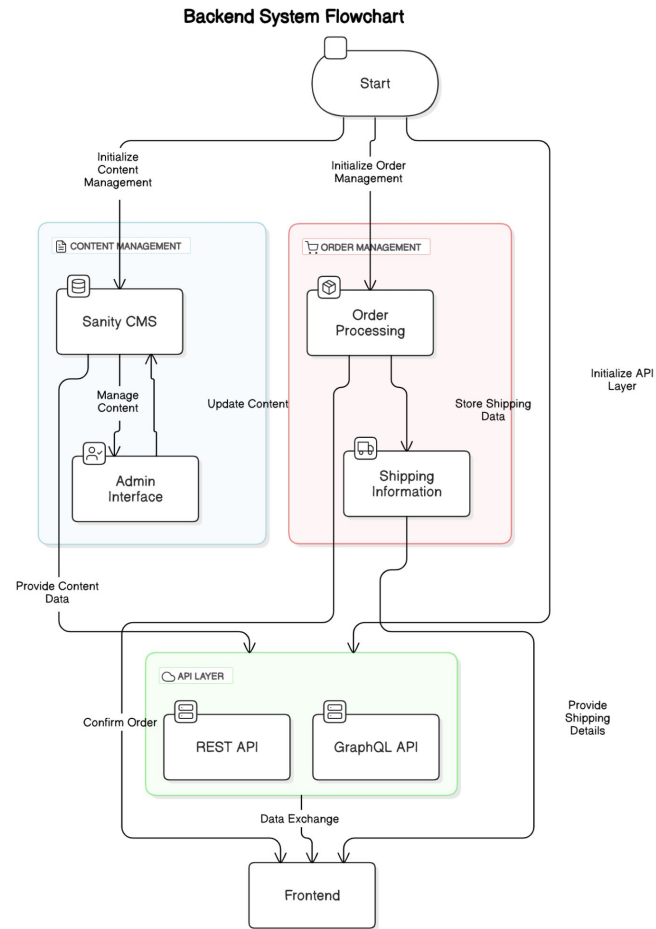 Backend System Flowchart
Start
Initialize
Content
Management
Initialize Order
Management
CONTENT MANAGEMENT
ORDER MANAGEMENT
Sanity CMS
Order
Processing
Initialize API
Layer
Manage
Content
Update Content
Store Shipping
Data
Admin
Interface
Shipping
Information
Provide Content
Data
API LAYER
Confirm Order
REST API
GraphQL API
Provide
Shipping
Details
Data Exchange
Frontend